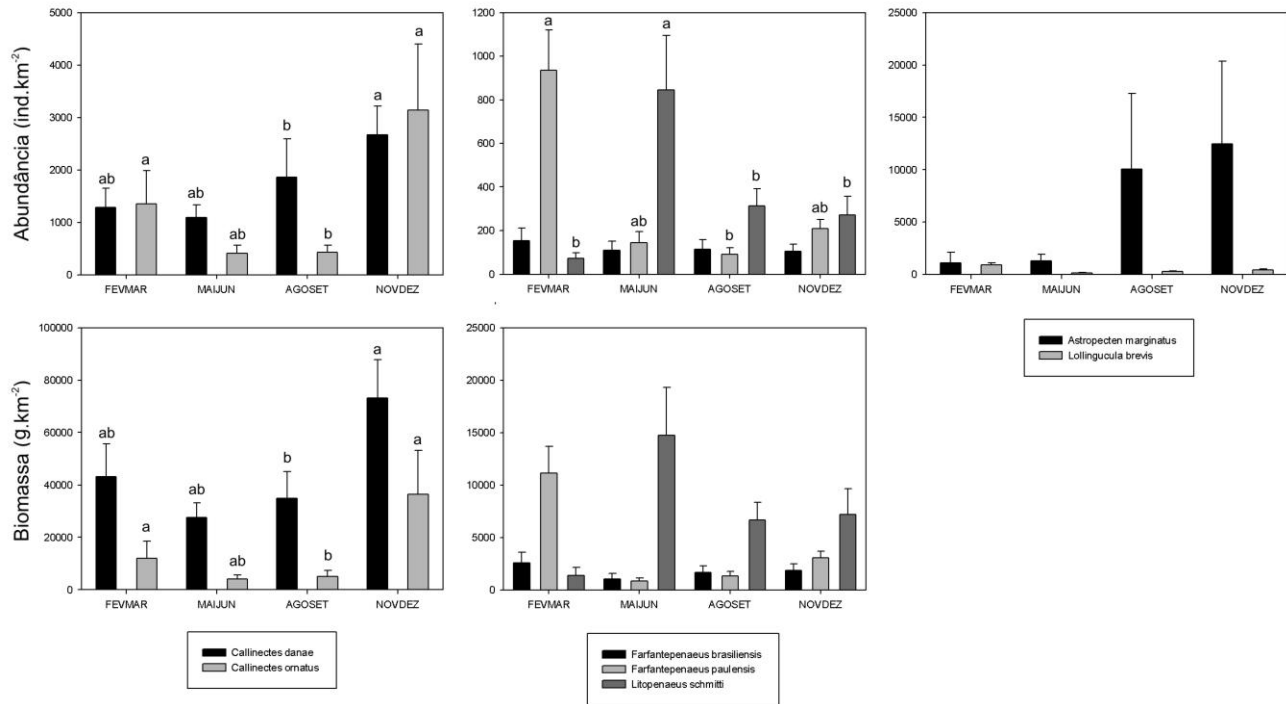 Abundância (ind.km-2)
5000
4000
3000
2000
1000
0
ab
a
ab
ab
b
b
a
a
FEVMAR MAIJUN AGOSET NOVDEZ
1200
1000
800
600
400
200
0
a
b
ab
a
b
b
ab
b
FEVMAR MAIJUN AGOSET NOVDEZ
25000
20000
15000
10000
5000
0
FEVMAR MAIJUN AGOSET NOVDEZ
Astropecten marginatus
Lollingucula brevis
Biomassa (g.km-2)
100000
80000
60000
40000
20000
0
ab
a
ab
ab
b
b
a
a
FEVMAR MAIJUN AGOSET NOVDEZ
Callinectes danae
Callinectes ornatus
25000
20000
15000
10000
5000
0
FEVMAR MAIJUN AGOSET NOVDEZ
Farfantepenaeus brasiliensis
Farfantepenaeus paulensis
Litopenaeus schmitti